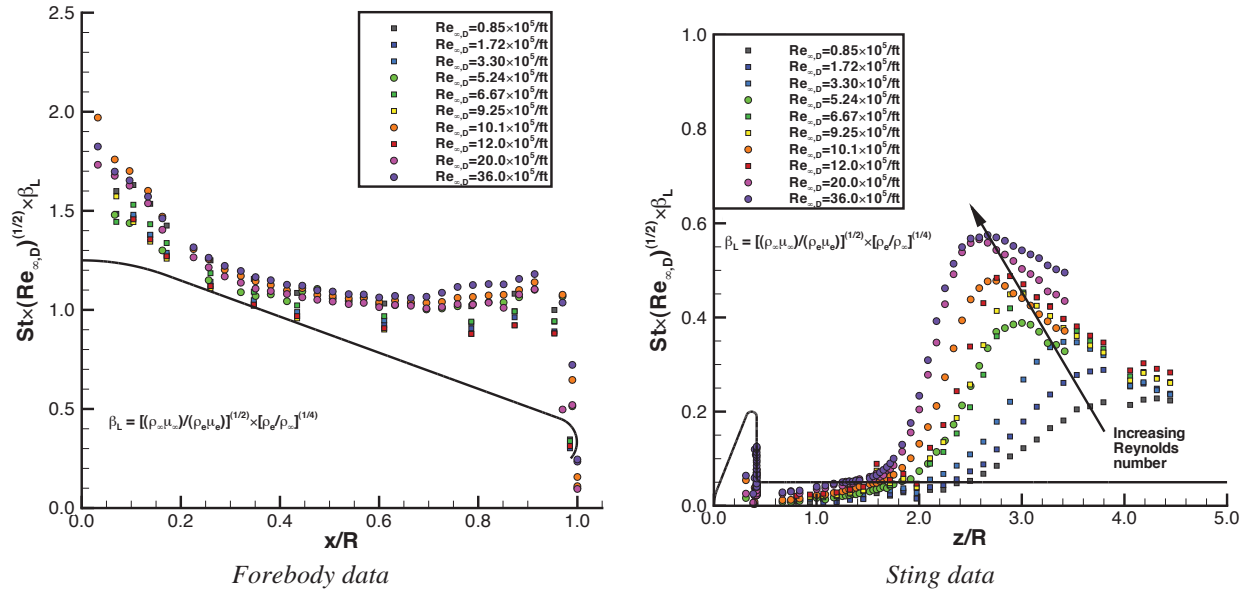 2.5
2.0
1.5
1.0
0.5
0.0
St×(Re∞,D)^(1/2)×β_L
Re∞,D=0.85×10⁵/ft
Re∞,D=1.72×10⁵/ft
Re∞,D=3.30×10⁵/ft
Re∞,D=5.24×10⁵/ft
Re∞,D=6.67×10⁵/ft
Re∞,D=9.25×10⁵/ft
Re∞,D=10.1×10⁵/ft
Re∞,D=12.0×10⁵/ft
Re∞,D=20.0×10⁵/ft
Re∞,D=36.0×10⁵/ft
β_L = [(ρ∞μ∞)/(ρeμe)]^(1/2)×[ρe/ρ∞]^(1/4)
0.0 0.2 0.4 0.6 0.8 1.0
x/R
Forebody data
1.0
0.8
0.6
0.4
0.2
0.0
St×(Re∞,D)^(1/2)×β_L
Re∞,D=0.85×10⁵/ft
Re∞,D=1.72×10⁵/ft
Re∞,D=3.30×10⁵/ft
Re∞,D=5.24×10⁵/ft
Re∞,D=6.67×10⁵/ft
Re∞,D=9.25×10⁵/ft
Re∞,D=10.1×10⁵/ft
Re∞,D=12.0×10⁵/ft
Re∞,D=20.0×10⁵/ft
Re∞,D=36.0×10⁵/ft
β_L = [(ρ∞μ∞)/(ρeμe)]^(1/2)×[ρe/ρ∞]^(1/4)
Increasing
Reynolds
number
0.0 1.0 2.0 3.0 4.0 5.0
z/R
Sting data